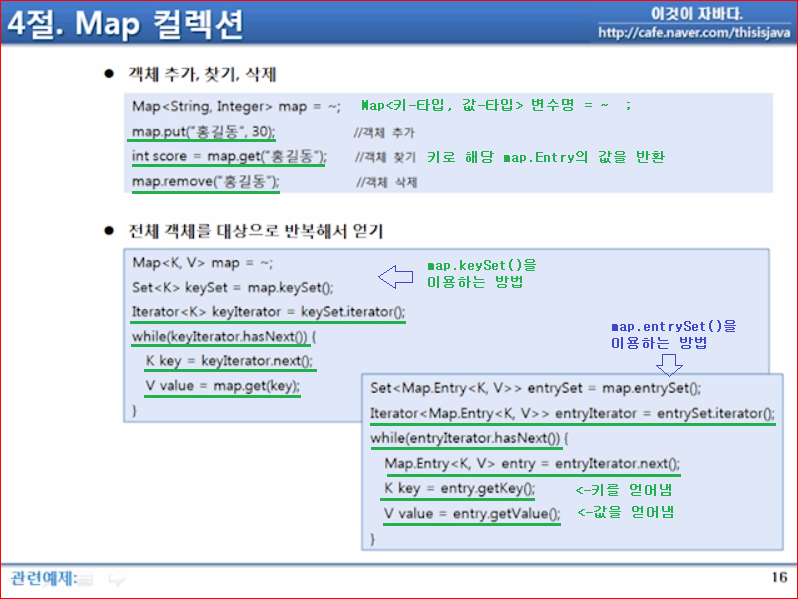 4절. Map 컬렉션
이것이 자바다.
http://cafe.naver.com/thisisjava
● 객체 추가, 찾기, 삭제
Map<String, Integer> map = ~; Map<키-타입, 값-타입> 변수명 = ~ ;
map.put("홍길동", 30); //객체 추가
int score = map.get("홍길동"); //객체 찾기 키로 해당 map.Entry의 값을 반환
map.remove("홍길동"); //객체 삭제
● 전체 객체를 대상으로 반복해서 얻기
Map<K, V> map = ~;
Set<K> keySet = map.keySet();
Iterator<K> keyIterator = keySet.iterator();
while(keyIterator.hasNext()) {
K key = keyIterator.next();
V value = map.get(key);
}
map.keySet()을
이용하는 방법
map.entrySet()을
이용하는 방법
Set<Map.Entry<K, V>> entrySet = map.entrySet();
Iterator<Map.Entry<K, V>> entryIterator = entrySet.iterator();
while(entryIterator.hasNext()) {
Map.Entry<K, V> entry = entryIterator.next();
K key = entry.getKey(); <-키를 얻어냄
V value = entry.getValue(); <-값을 얻어냄
}
관련예제:
16